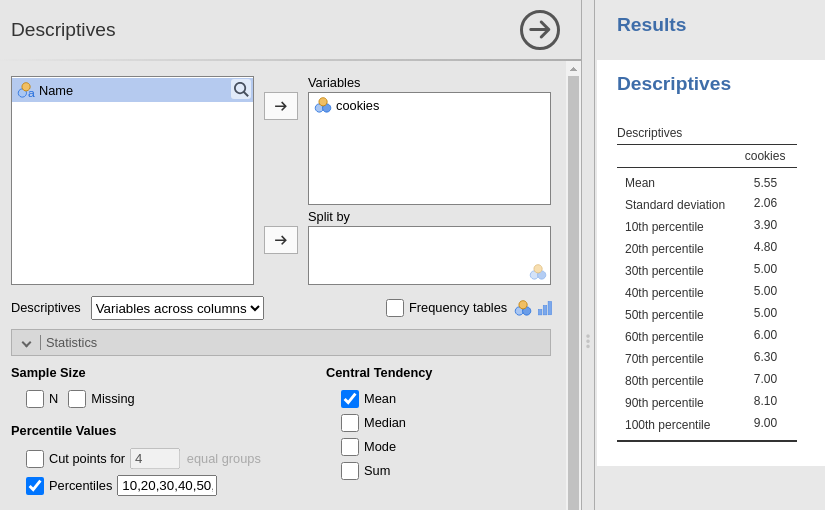 Descriptives
Name
Variables
cookies
Split by
Descriptives Variables across columns Frequency tables
Statistics
Sample Size
N Missing
Percentile Values
Cut points for 4 equal groups
Percentiles 10,20,30,40,50,
Central Tendency
Mean
Median
Mode
Sum
Results
Descriptives
Descriptives
cookies
Mean 5.55
Standard deviation 2.06
10th percentile 3.90
20th percentile 4.80
30th percentile 5.00
40th percentile 5.00
50th percentile 5.00
60th percentile 6.00
70th percentile 6.30
80th percentile 7.00
90th percentile 8.10
100th percentile 9.00